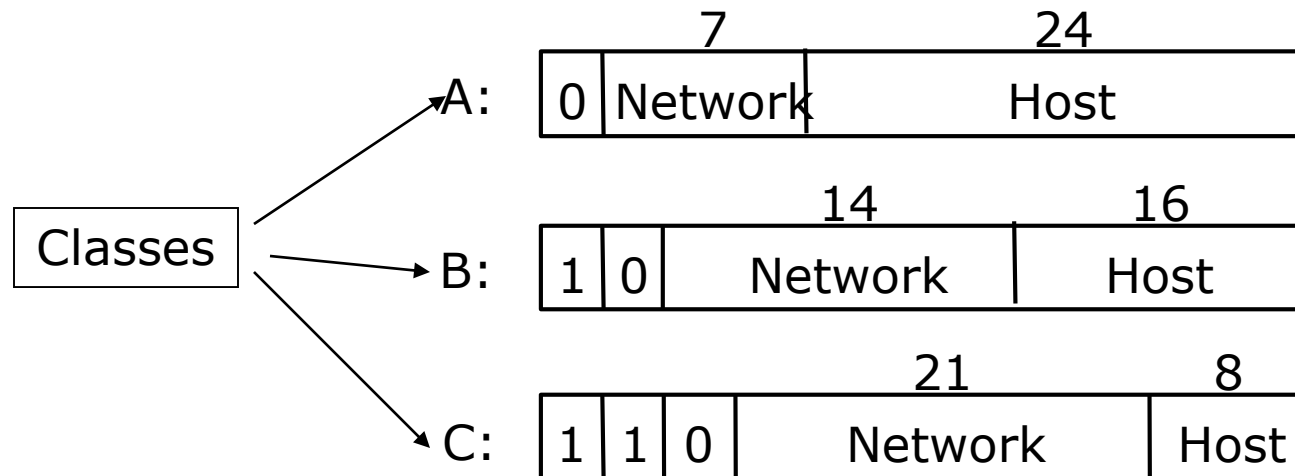 7 24
A: 0 Network Host
14 16
Classes
B: 1 0 Network Host
21 8
C: 1 1 0 Network Host